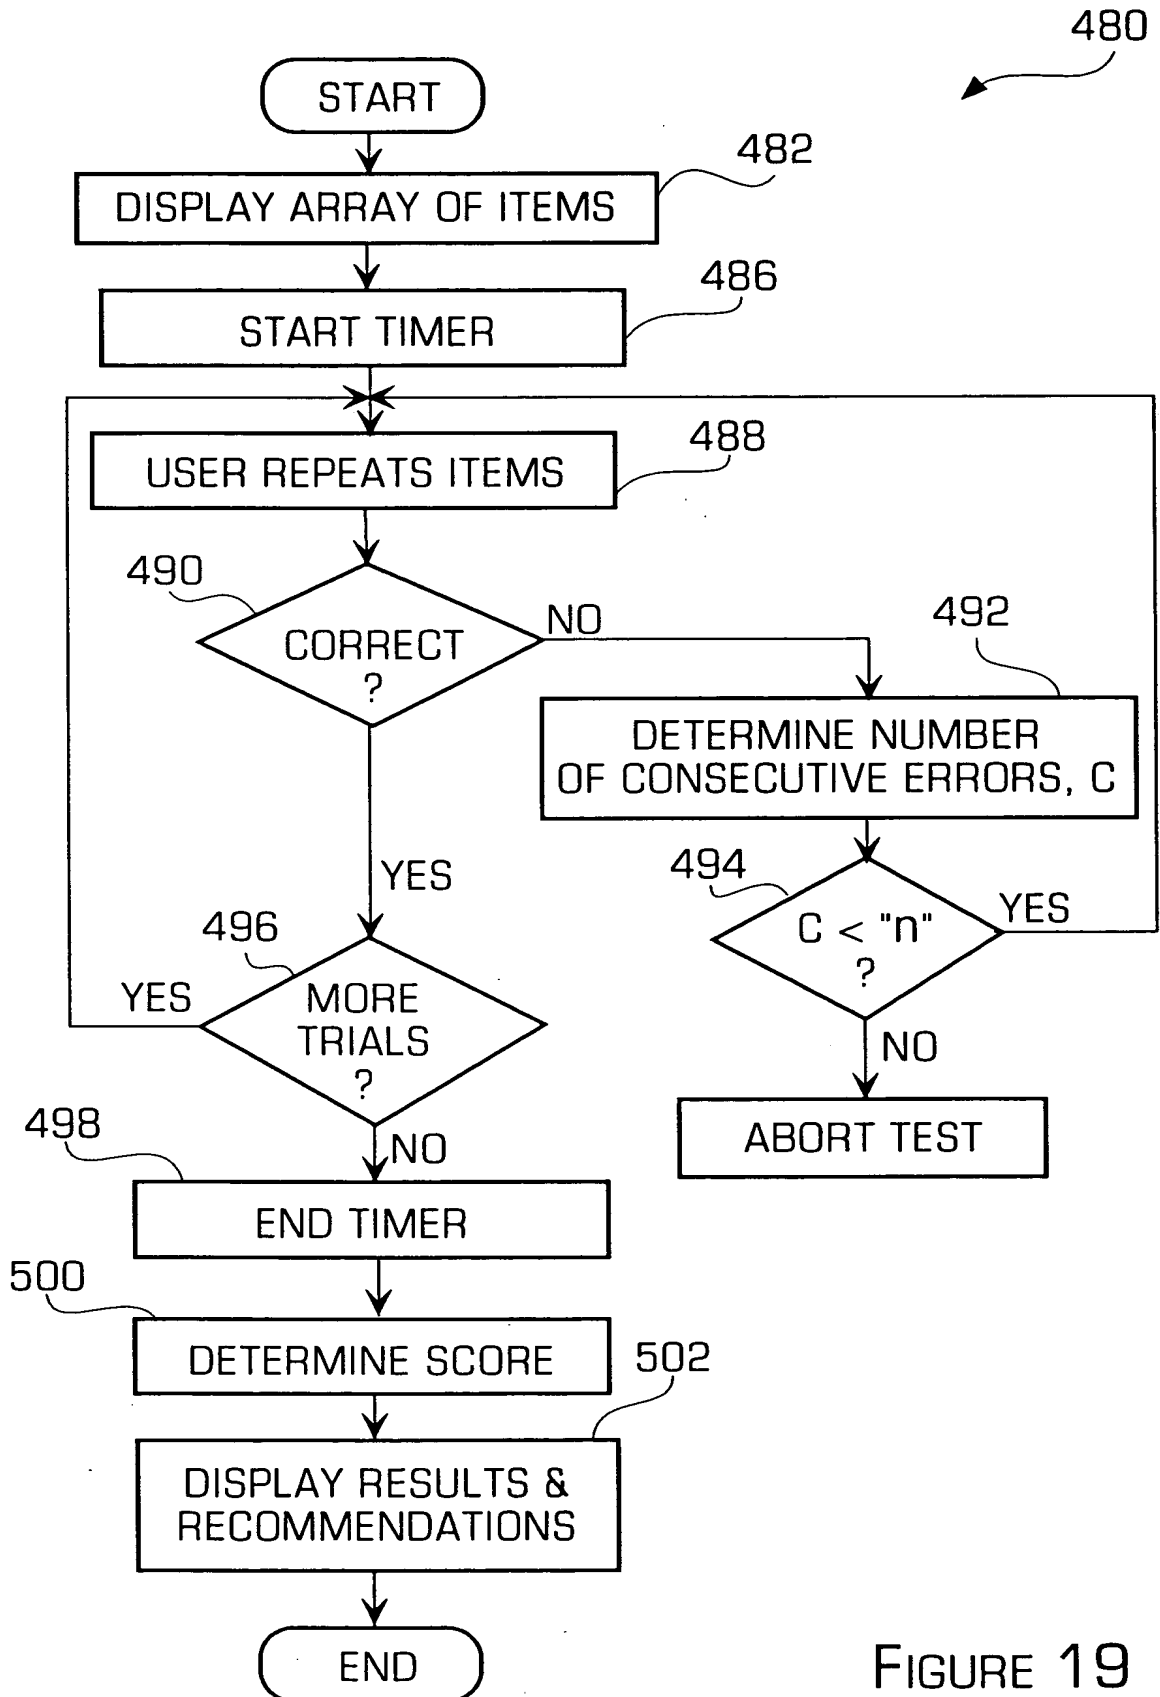 480
START
482
DISPLAY ARRAY OF ITEMS
486
START TIMER
488
USER REPEATS ITEMS
490
CORRECT
?
NO
492
DETERMINE NUMBER
OF CONSECUTIVE ERRORS, C
YES
494
C < "n"
?
YES
496
MORE
TRIALS
?
YES
NO
ABORT TEST
498
NO
END TIMER
500
DETERMINE SCORE
502
DISPLAY RESULTS &
RECOMMENDATIONS
END
FIGURE 19